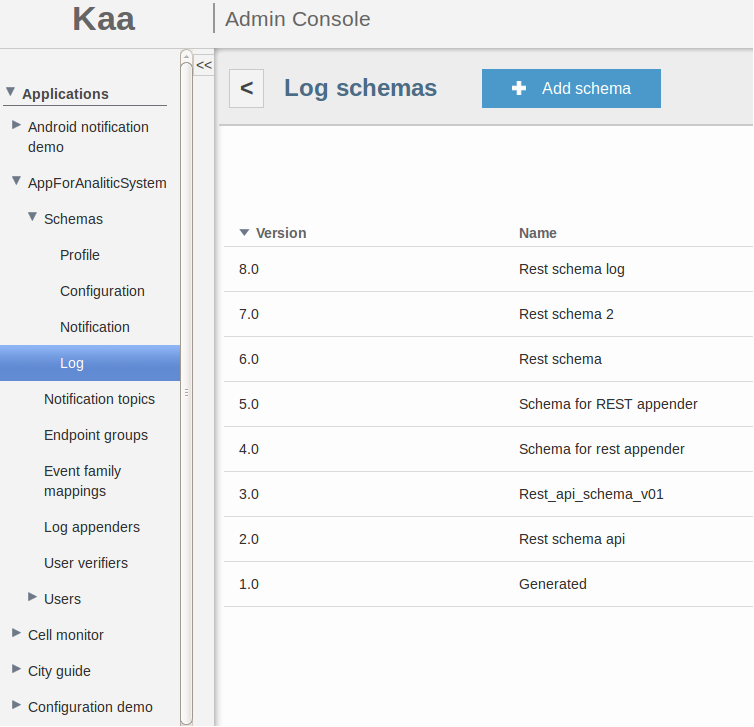 Kaa
Admin Console
<<
Applications
Android notification
demo
AppForAnaliticSystem
Schemas
Profile
Configuration
Notification
Log
Notification topics
Endpoint groups
Event family
mappings
Log appenders
User verifiers
Users
Cell monitor
City guide
Configuration demo
< Log schemas Add schema
Version Name
8.0 Rest schema log
7.0 Rest schema 2
6.0 Rest schema
5.0 Schema for REST appender
4.0 Schema for rest appender
3.0 Rest_api_schema_v01
2.0 Rest schema api
1.0 Generated